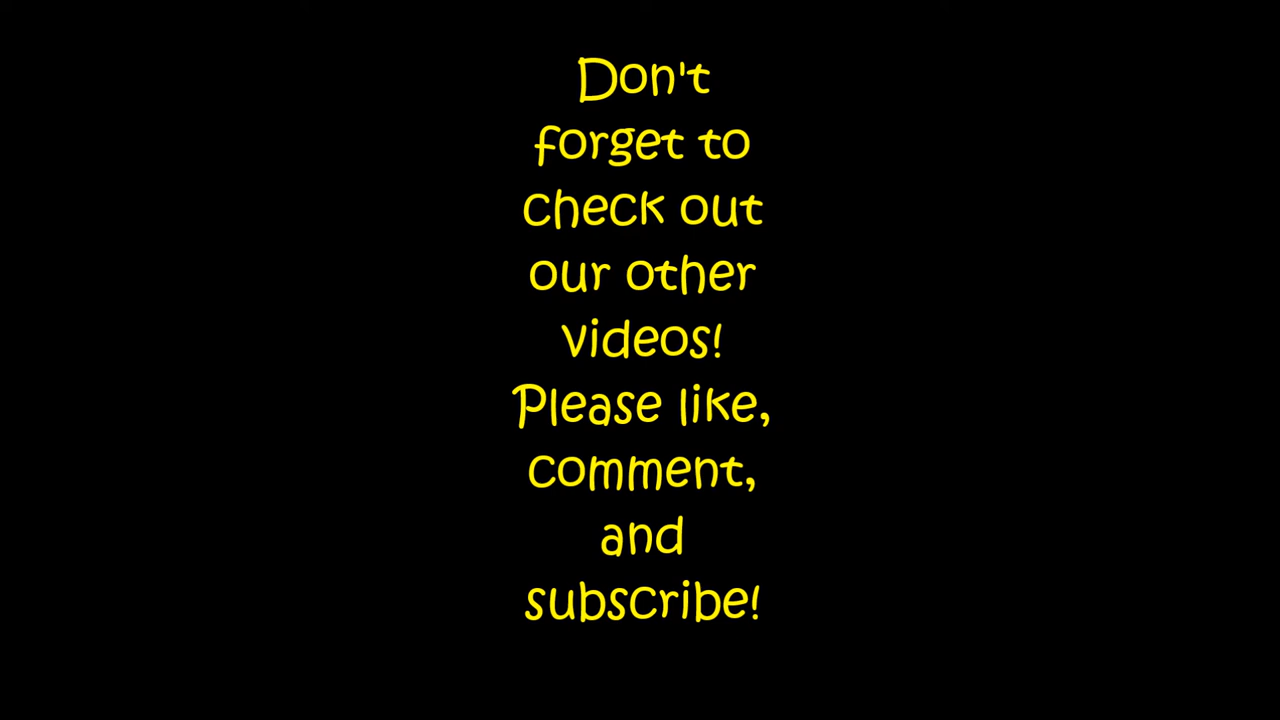 Don't
forget to
check out
our other
videos!
Please like,
comment,
and
subscribe!